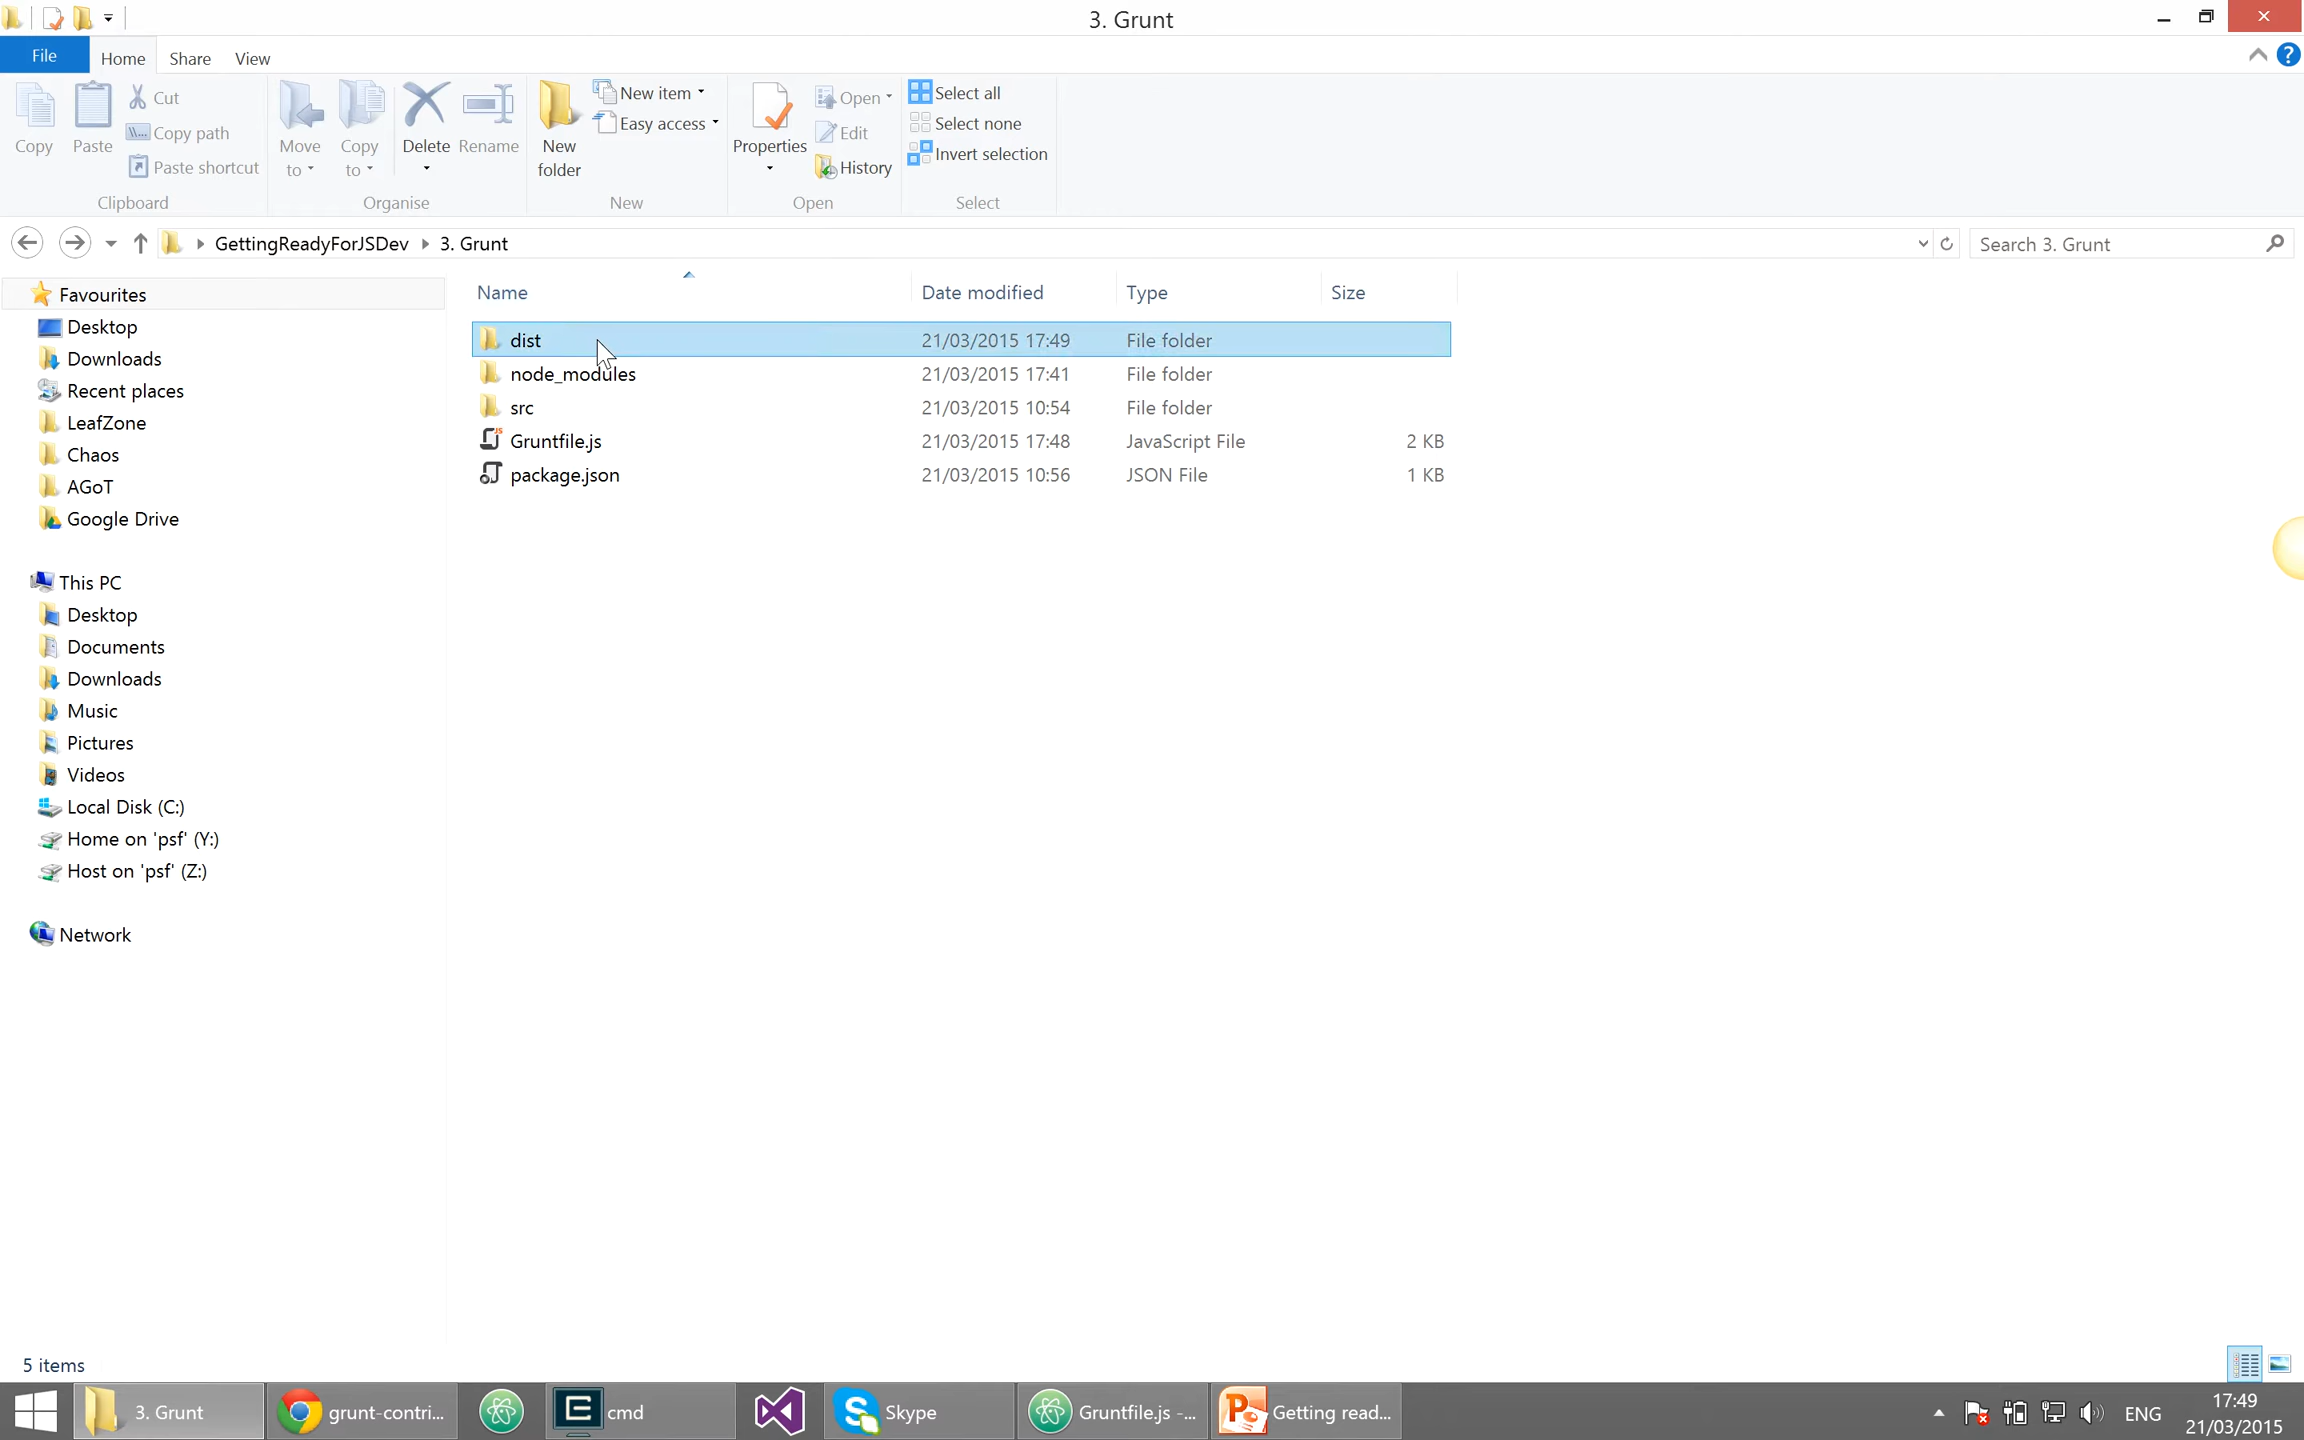 3. Grunt
File Home Share View
Copy
Paste
Cut
Copy path
Paste shortcut
Clipboard
Move to
Copy to
Delete
Rename
Organise
New folder
New item
Easy access
New
Properties
Open
Edit
History
Open
Select all
Select none
Invert selection
Select
GettingReadyForJSDev 3. Grunt
Search 3. Grunt
Name Date modified Type Size
dist 21/03/2015 17:49 File folder
node_modules 21/03/2015 17:41 File folder
src 21/03/2015 10:54 File folder
Gruntfile.js 21/03/2015 17:48 JavaScript File 2 KB
package.json 21/03/2015 10:56 JSON File 1 KB
Favourites
Desktop
Downloads
Recent places
LeafZone
Chaos
AGoT
Google Drive
This PC
Desktop
Documents
Downloads
Music
Pictures
Videos
Local Disk (C:)
Home on 'psf' (Y:)
Host on 'psf' (Z:)
Network
5 items
3. Grunt
grunt-contri...
cmd
Skype
Gruntfile.js -...
Getting read...
ENG
17:49
21/03/2015